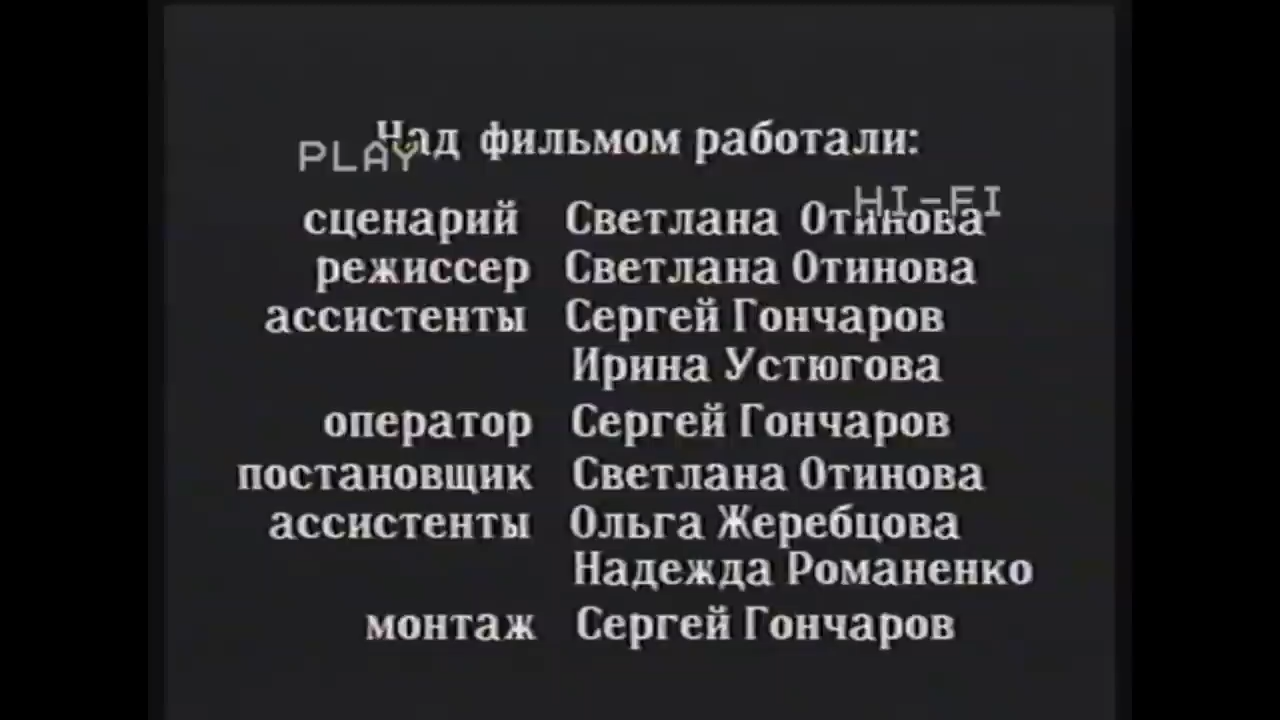 Над фильмом работали:
PLAY
HI-FI
сценарий Светлана Отинова
режиссер Светлана Отинова
ассистенты Сергей Гончаров
Ирина Устюгова
оператор Сергей Гончаров
постановщик Светлана Отинова
ассистенты Ольга Жеребцова
Надежда Романенко
монтаж Сергей Гончаров